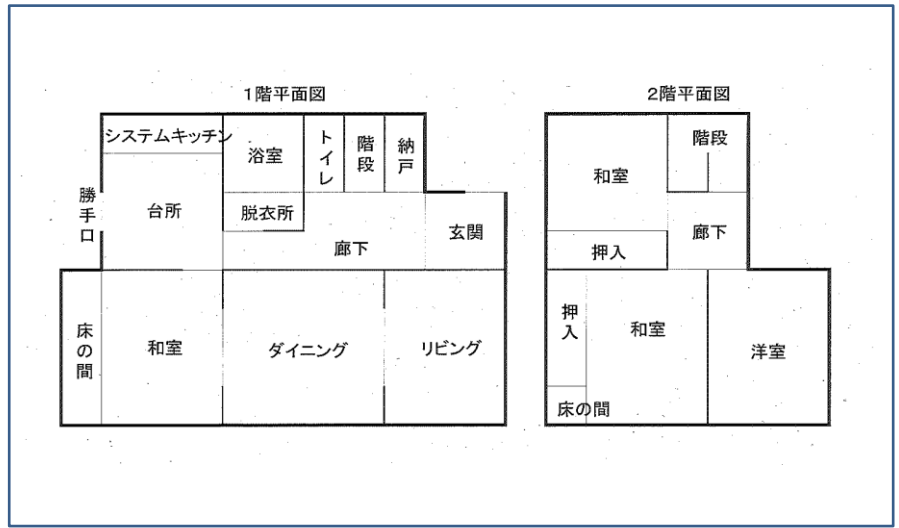 1階平面図
システムキッチン
浴室
トイレ
階段
納戸
勝手口
台所
脱衣所
廊下
玄関
床の間
和室
ダイニング
リビング
2階平面図
和室
階段
押入
廊下
押入
和室
洋室
床の間